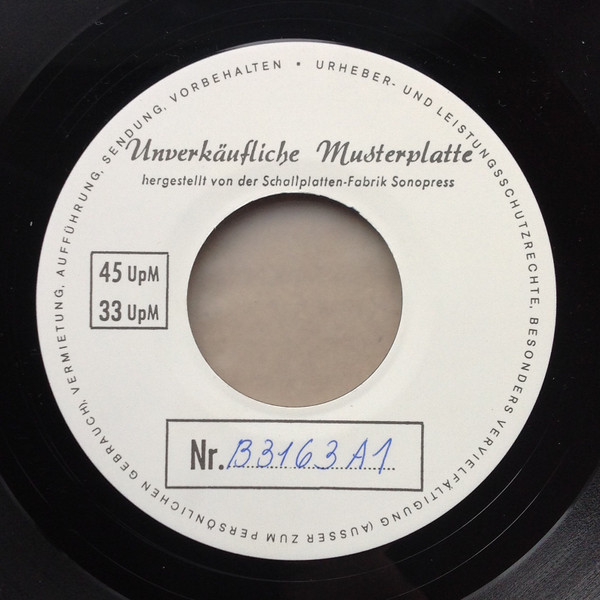 URHEBER- UND LEISTUNGSSCHUTZRECHTE, BESONDERS VERVIELFÄLTIGUNG (AUSSER ZUM PERSÖNLICHEN GEBRAUCH), VERMIETUNG, AUFFÜHRUNG, SENDUNG, VORBEHALTEN •
Unverkäufliche Musterplatte
hergestellt von der Schallplatten-Fabrik Sonopress
45 UpM
33 UpM
Nr. B3163 A1